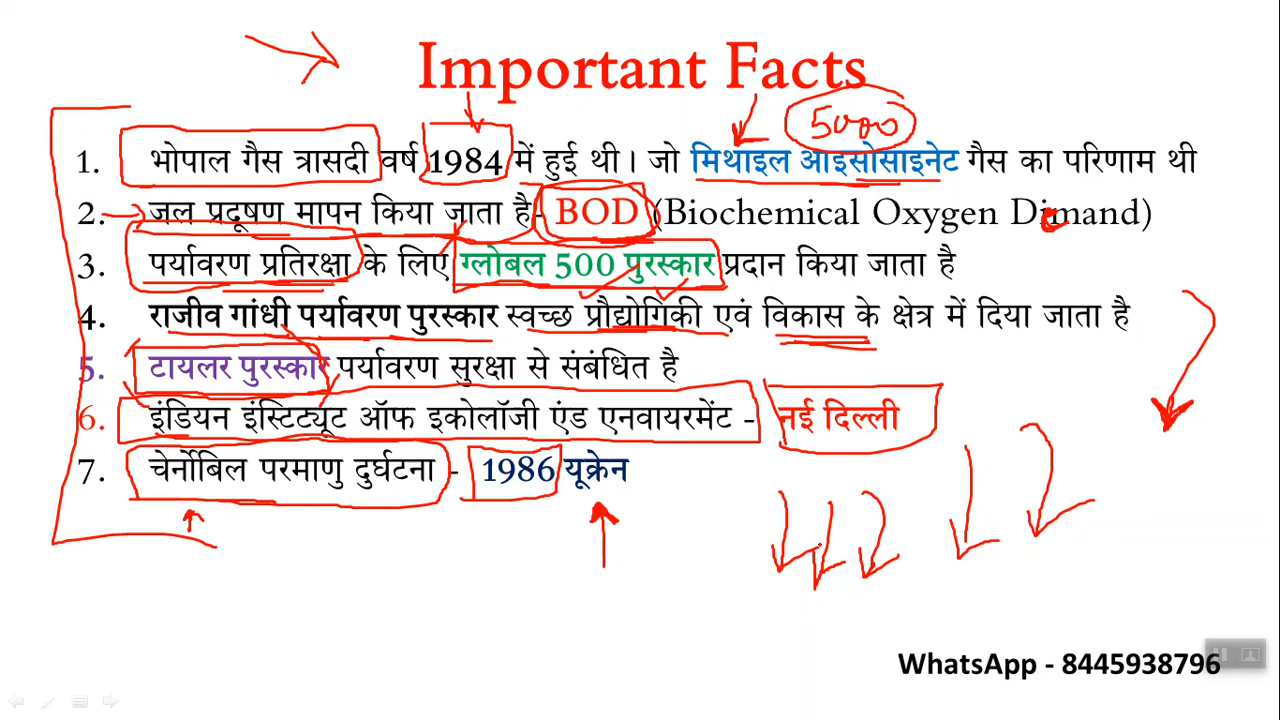 Important Facts
5000
1. भोपाल गैस त्रासदी वर्ष 1984 में हुई थी। जो मिथाइल आइसोसाइनेट गैस का परिणाम थी
2. जल प्रदूषण मापन किया जाता है- BOD (Biochemical Oxygen Demand)
3. पर्यावरण प्रतिरक्षा के लिए ग्लोबल 500 पुरस्कार प्रदान किया जाता है
4. राजीव गांधी पर्यावरण पुरस्कार स्वच्छ प्रौद्योगिकी एवं विकास के क्षेत्र में दिया जाता है
5. टायलर पुरस्कार पर्यावरण सुरक्षा से संबंधित है
6. इंडियन इंस्टिट्यूट ऑफ इकोलॉजी एंड एनवायरमेंट - नई दिल्ली
7. चेर्नोबिल परमाणु दुर्घटना - 1986 यूक्रेन
WhatsApp - 8445938796